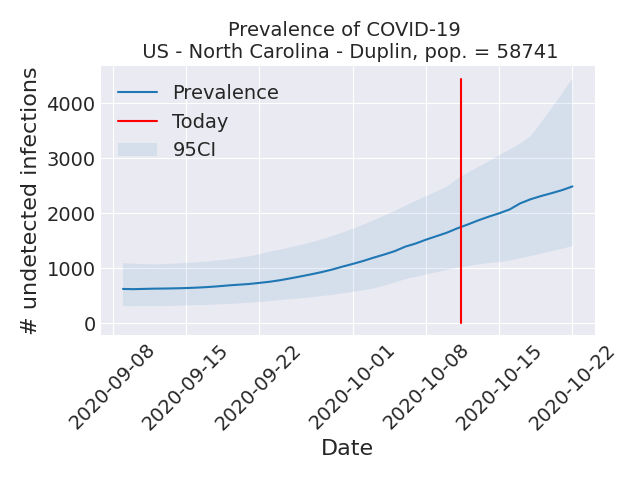 Prevalence of COVID-19
US - North Carolina - Duplin, pop. = 58741
# undetected infections
4000
3000
2000
1000
0
Prevalence
Today
95CI
2020-09-08
2020-09-15
2020-09-22
2020-10-01
2020-10-08
2020-10-15
2020-10-22
Date